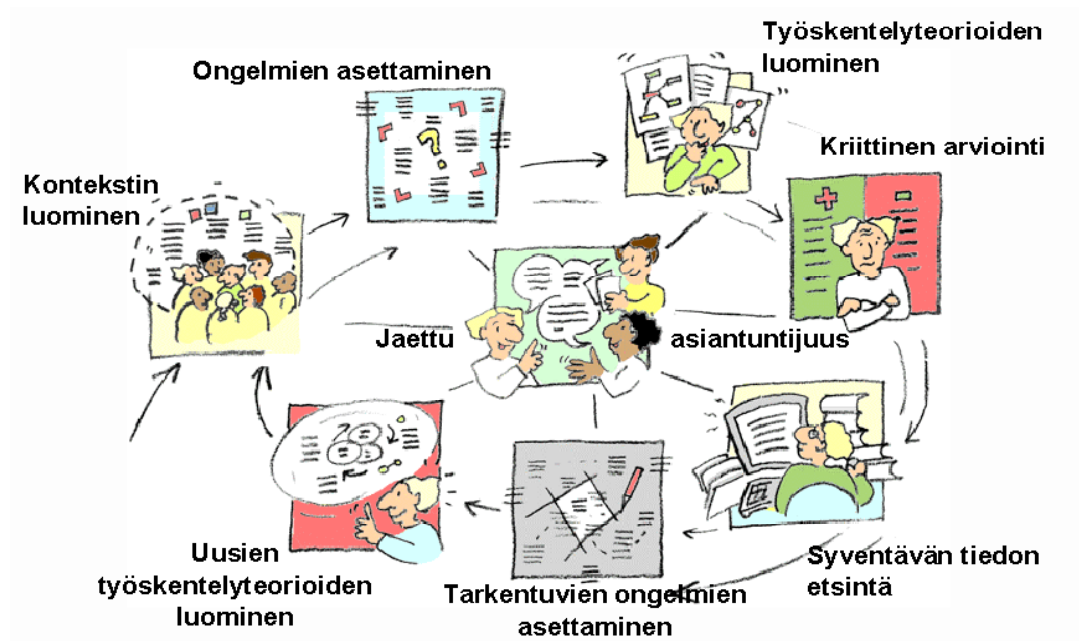 Työskentelyteorioiden
luominen
Ongelmien asettaminen
Kriittinen arviointi
Kontekstin
luominen
Jaettu
asiantuntijuus
Syventävän tiedon
etsintä
Tarkentuvien ongelmien
asettaminen
Uusien
työskentelyteorioiden
luominen